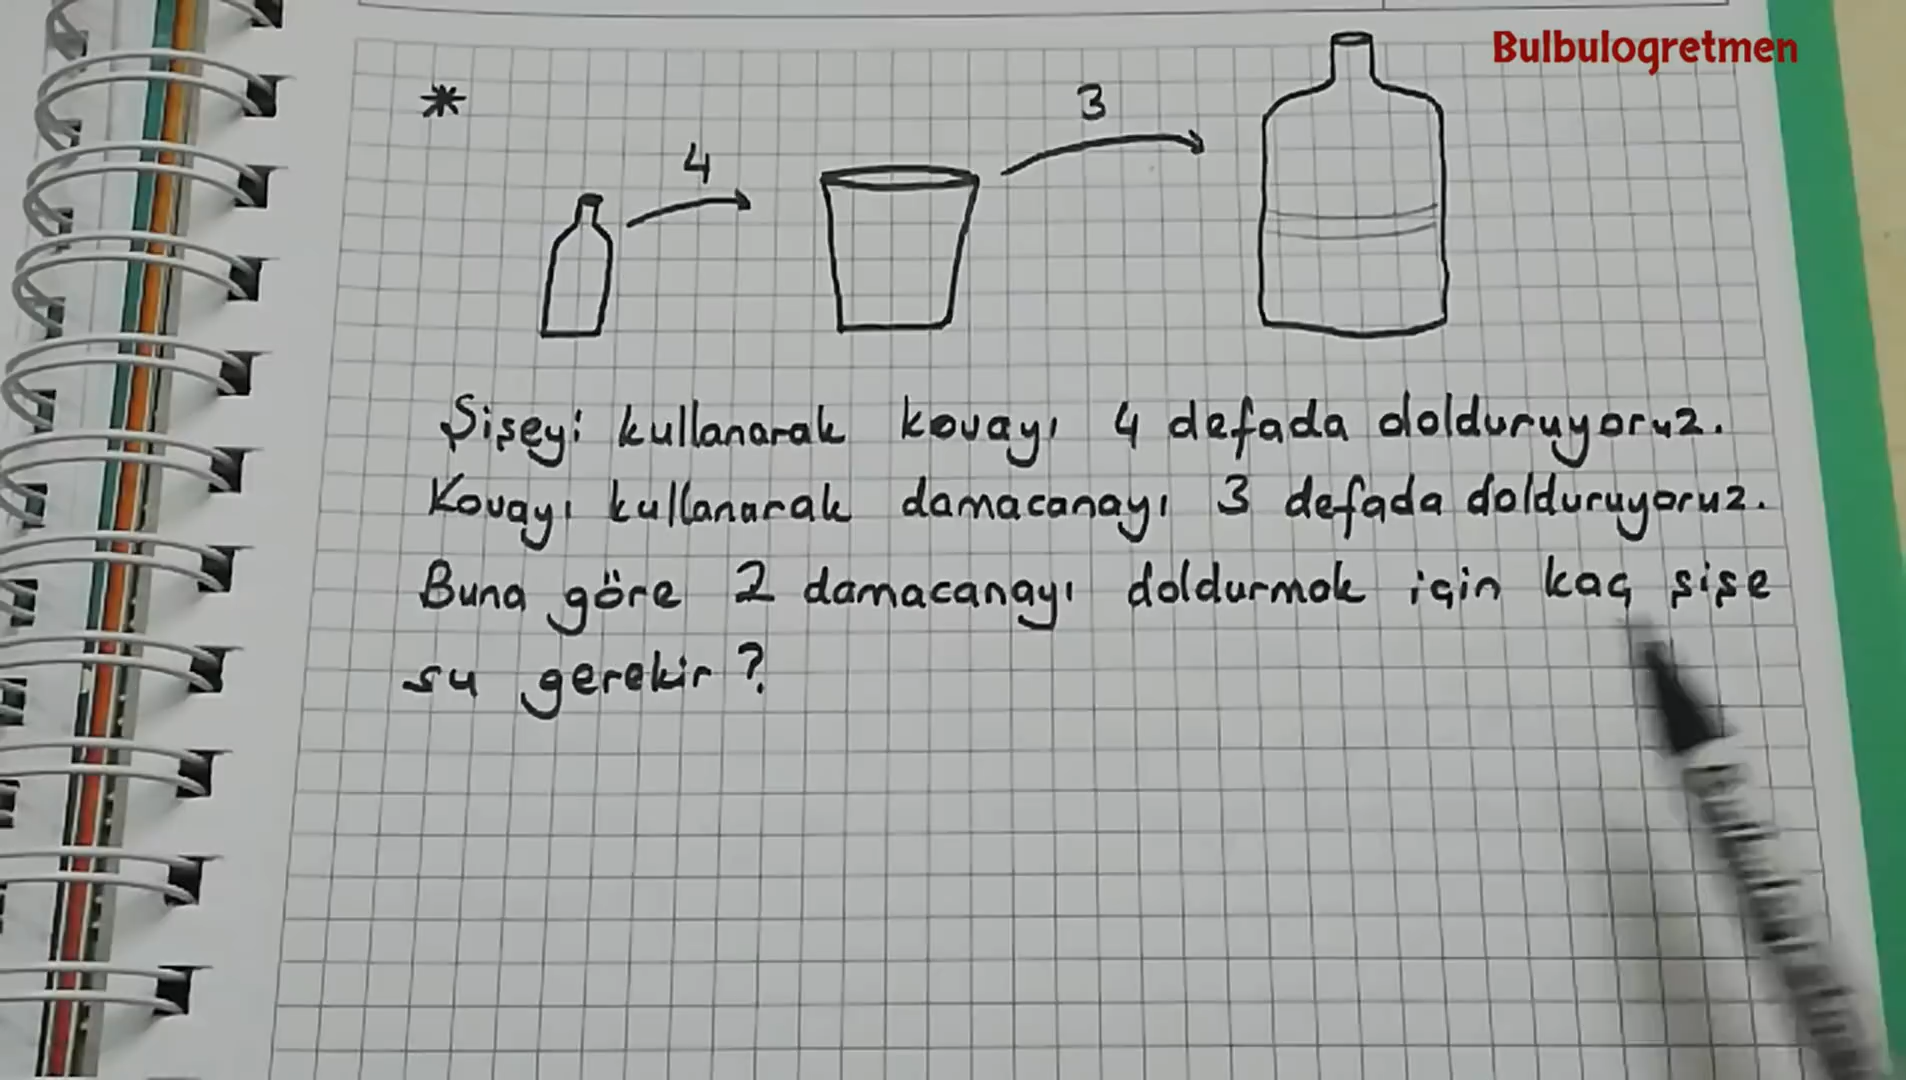 Bulbulogretmen
*
4
3
Şişeyi kullanarak kovayı 4 defada dolduruyoruz.
Kovayı kullanarak damacanayı 3 defada dolduruyoruz.
Buna göre 2 damacanayı doldurmak için kaç şişe
su gerekir?